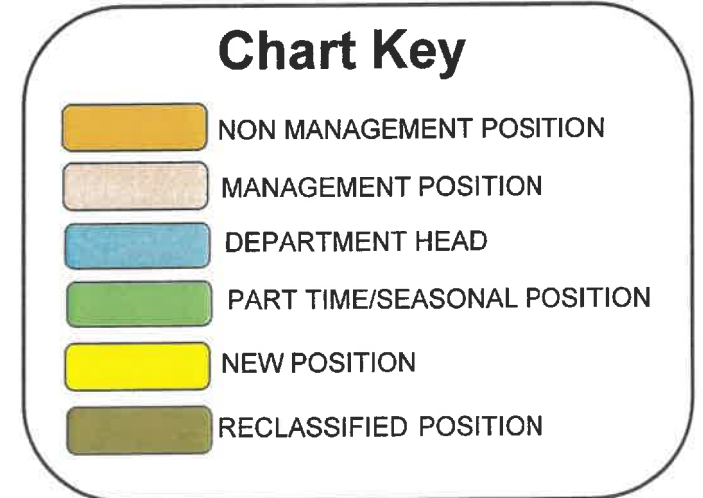 Chart Key
NON MANAGEMENT POSITION
MANAGEMENT POSITION
DEPARTMENT HEAD
PART TIME/SEASONAL POSITION
NEW POSITION
RECLASSIFIED POSITION